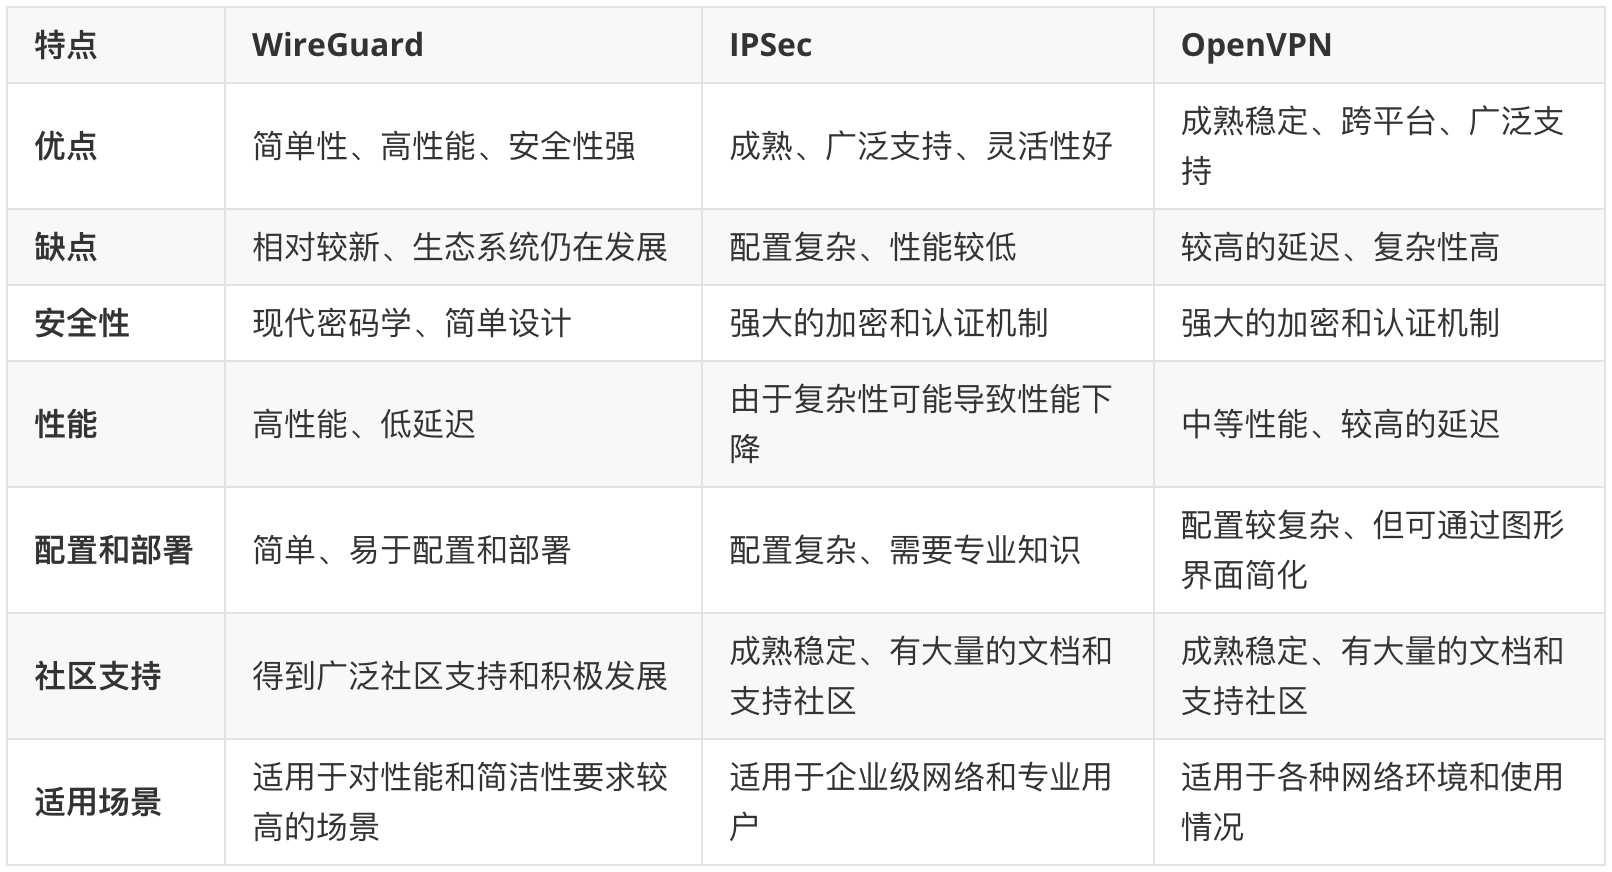 特点 WireGuard IPSec OpenVPN
优点 简单性、高性能、安全性强 成熟、广泛支持、灵活性好 成熟稳定、跨平台、广泛支
持
缺点 相对较新、生态系统仍在发展 配置复杂、性能较低 较高的延迟、复杂性高
安全性 现代密码学、简单设计 强大的加密和认证机制 强大的加密和认证机制
性能 高性能、低延迟 由于复杂性可能导致性能下
降 中等性能、较高的延迟
配置和部署 简单、易于配置和部署 配置复杂、需要专业知识 配置较复杂、但可通过图形
界面简化
社区支持 得到广泛社区支持和积极发展 成熟稳定、有大量的文档和
支持社区 成熟稳定、有大量的文档和
支持社区
适用场景 适用于对性能和简洁性要求较
高的场景 适用于企业级网络和专业用
户 适用于各种网络环境和使用
情况